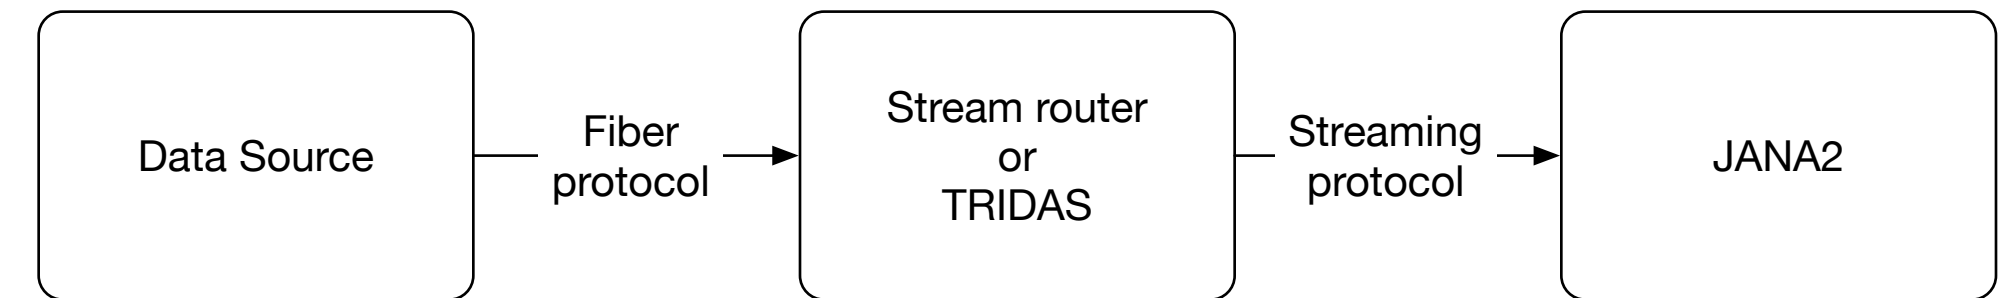 Data Source
Fiber
protocol
Stream router
or
TRIDAS
Streaming
protocol
JANA2